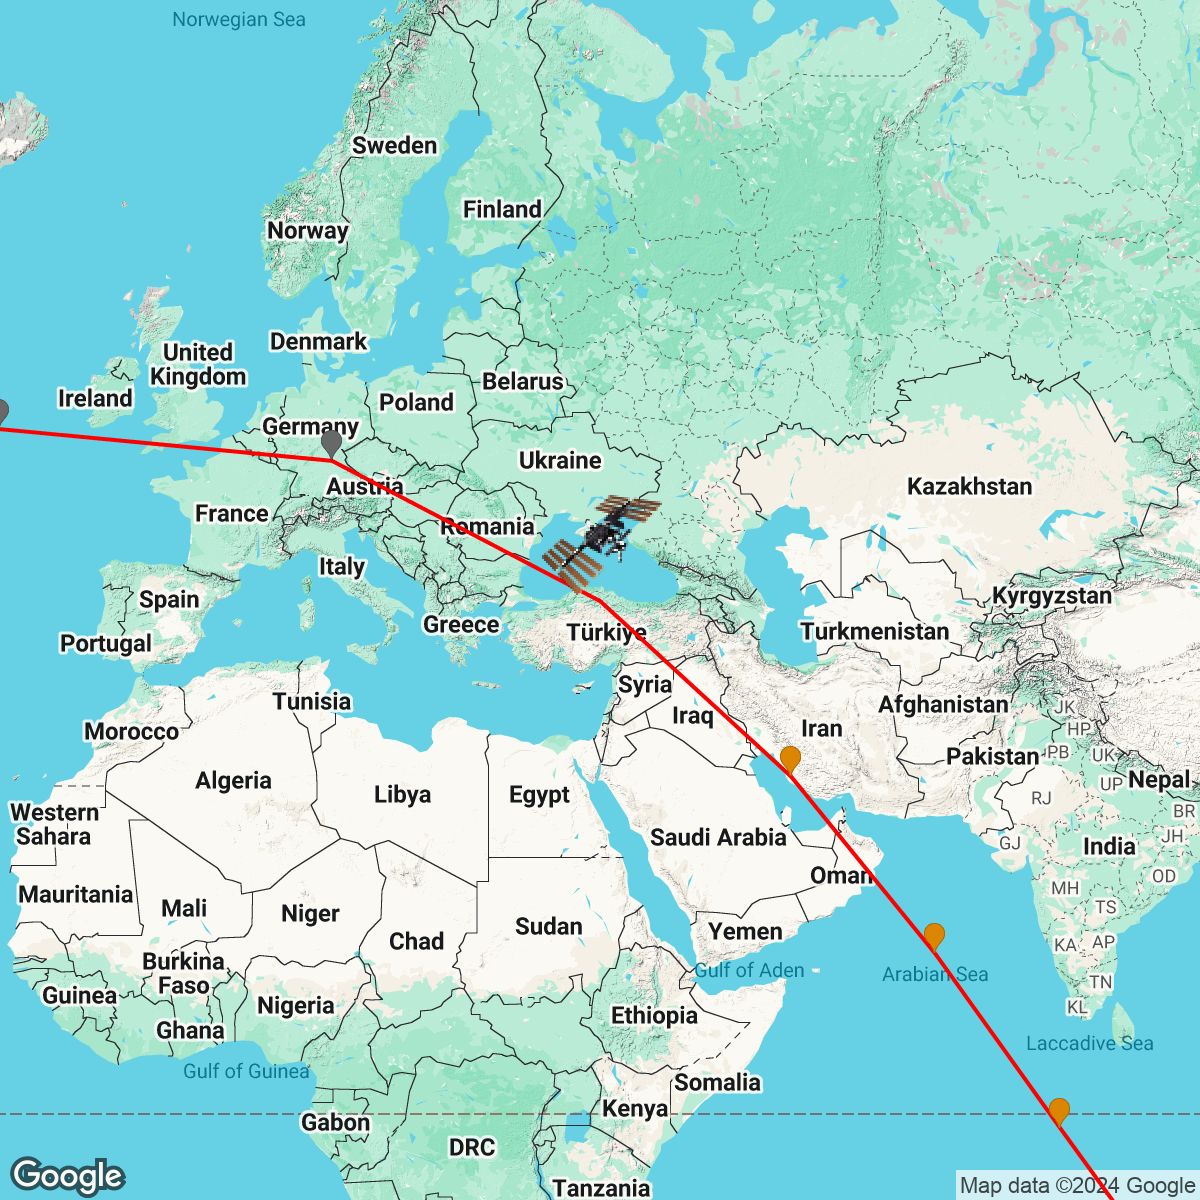 Norwegian Sea
Sweden
Finland
Norway
Denmark
United
Kingdom
Ireland
Belarus
Poland
Germany
Ukraine
Austria
Kazakhstan
France
Romania
Italy
Spain
Kyrgyzstan
Greece
Türkiye
Turkmenistan
Portugal
Syria
Tunisia
Afghanistan
JK
Iraq
Iran
HP
Morocco
PB
UK
Pakistan
Algeria
Libya
Egypt
UP
Nepal
RJ
Western
Sahara
BR
Saudi Arabia
GJ
India
JH
Oman
OD
MH
Mauritania
Mali
Niger
TS
Sudan
Yemen
Chad
KA
AP
Burkina
Faso
Gulf of Aden
Arabian Sea
TN
Guinea
Nigeria
KL
Ethiopia
Ghana
Laccadive Sea
Gulf of Guinea
Somalia
Kenya
Gabon
DRC
Tanzania
Google
Map data ©2024 Google